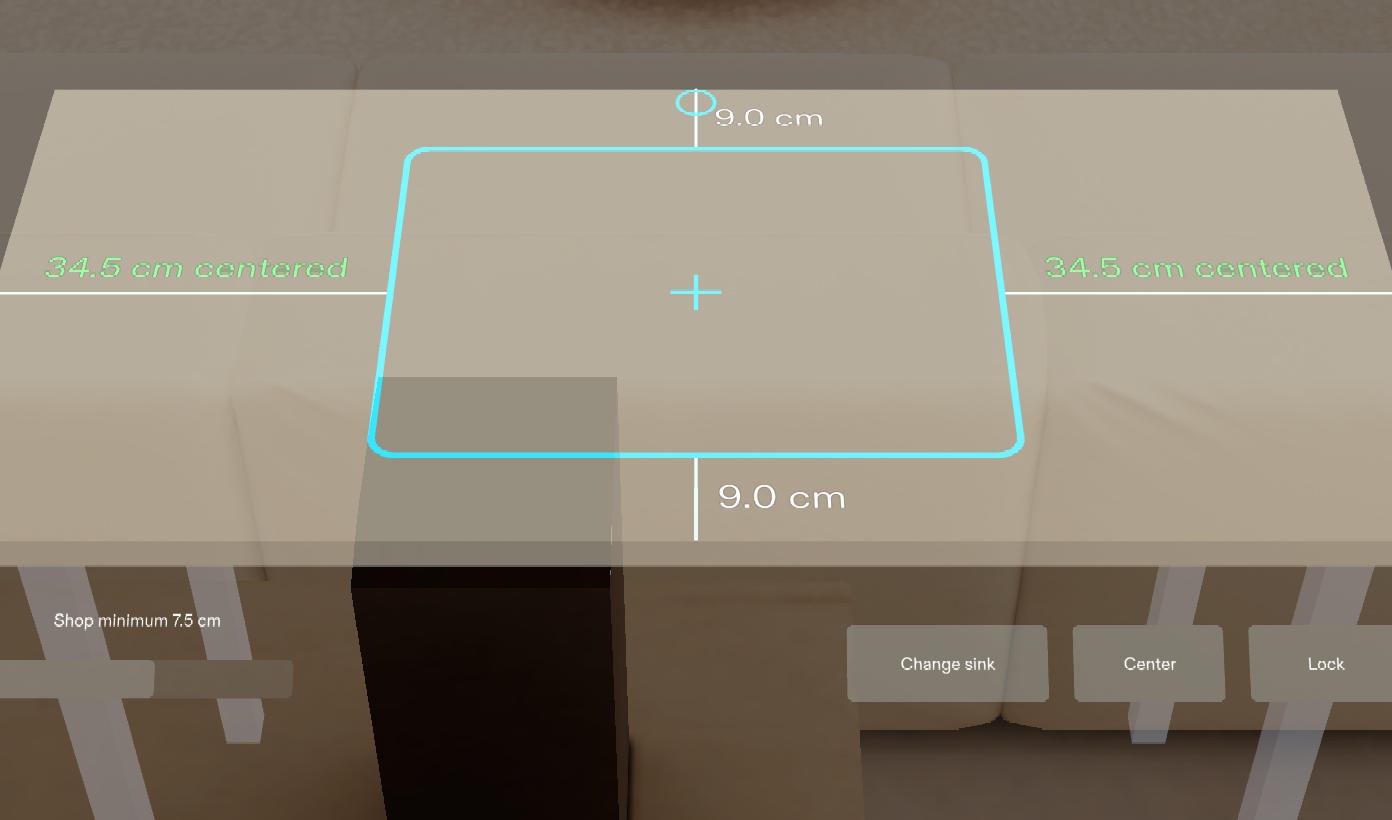 9.0 cm
34.5 cm centered
34.5 cm centered
9.0 cm
Shop minimum 7.5 cm
Change sink
Center
Lock